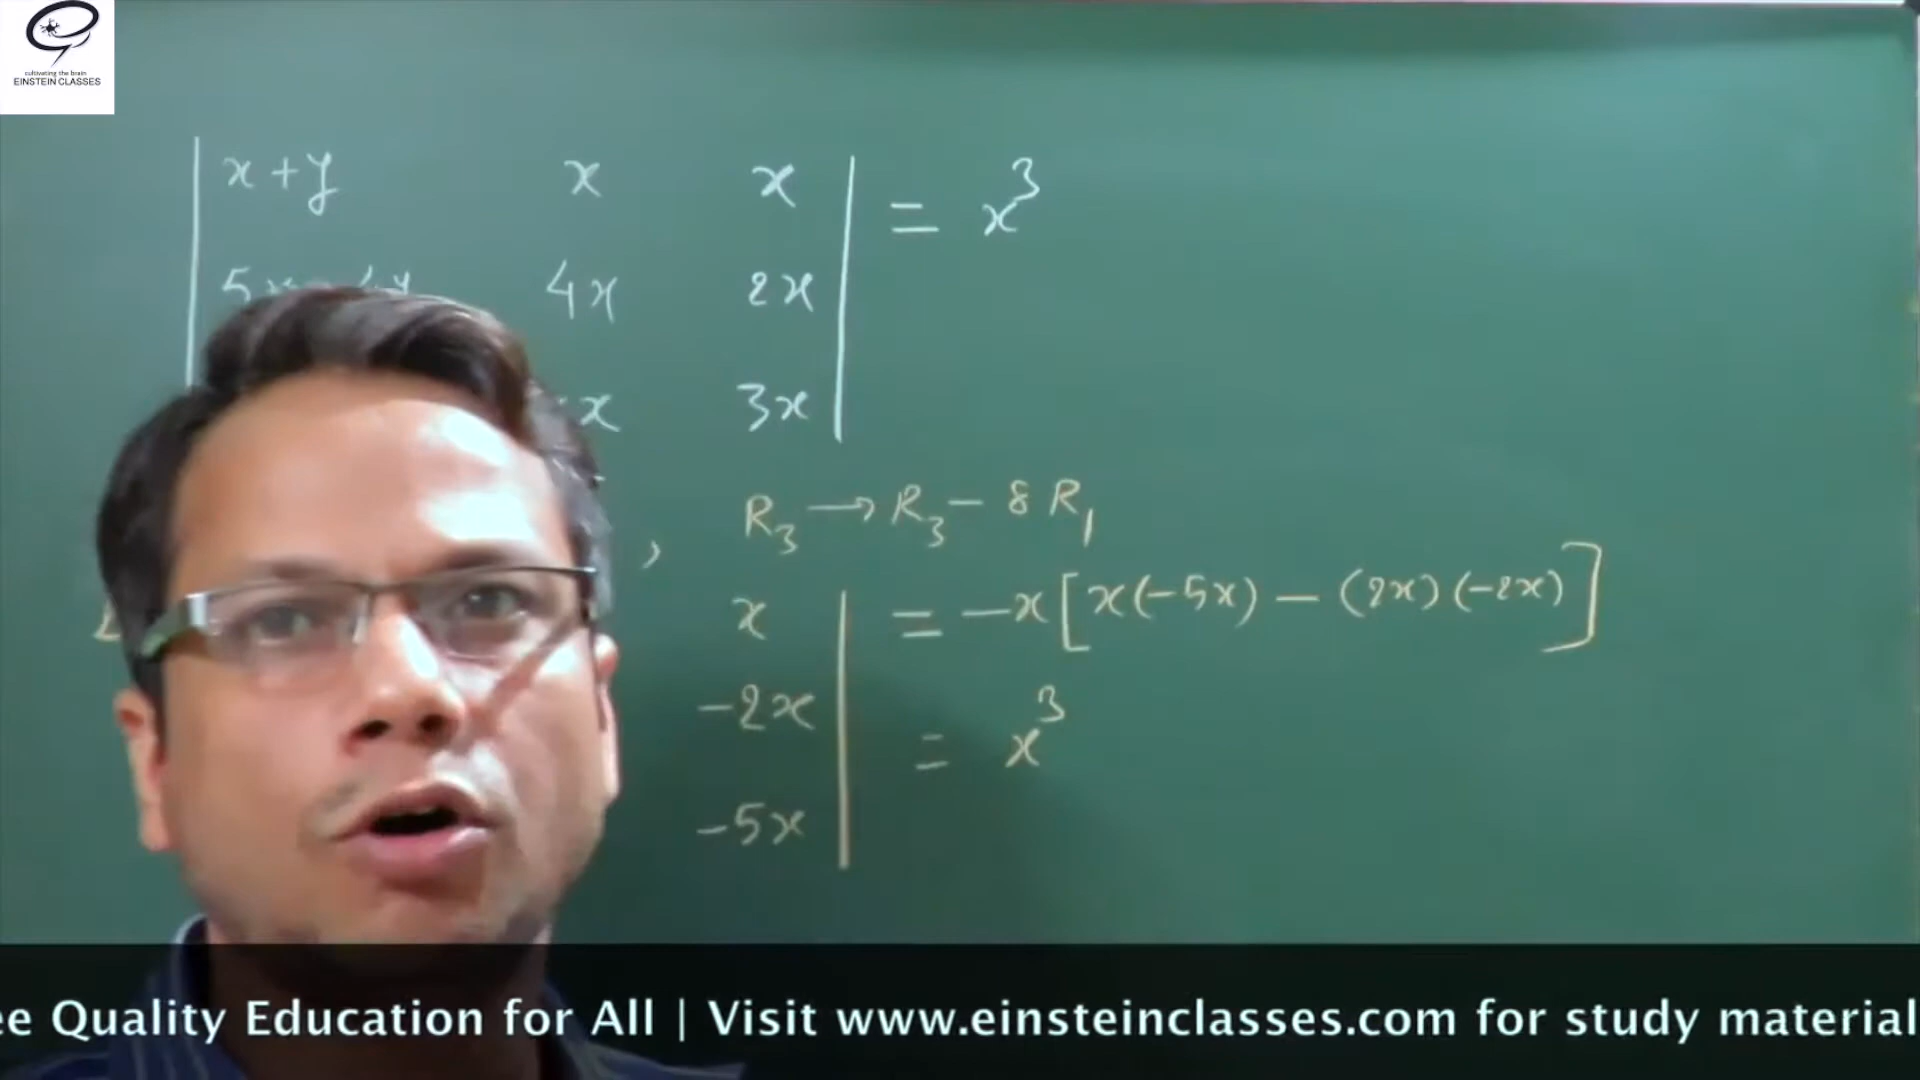 cultivating the brain
EINSTEIN CLASSES
x + y x x = x³
4x 2x
x 3x
, R₃ → R₃ − 8 R₁
x = −x [x(−5x) − (2x)(−2x)]
−2x
= x³
−5x
ee Quality Education for All | Visit www.einsteinclasses.com for study material